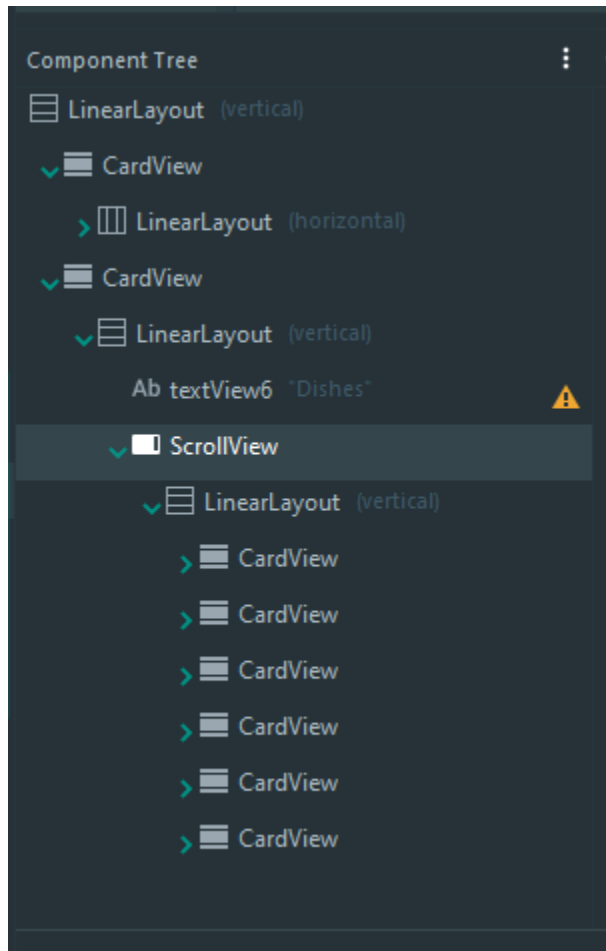 Component Tree
LinearLayout (vertical)
CardView
LinearLayout (horizontal)
CardView
LinearLayout (vertical)
Ab textView6 "Dishes"
ScrollView
LinearLayout (vertical)
CardView
CardView
CardView
CardView
CardView
CardView